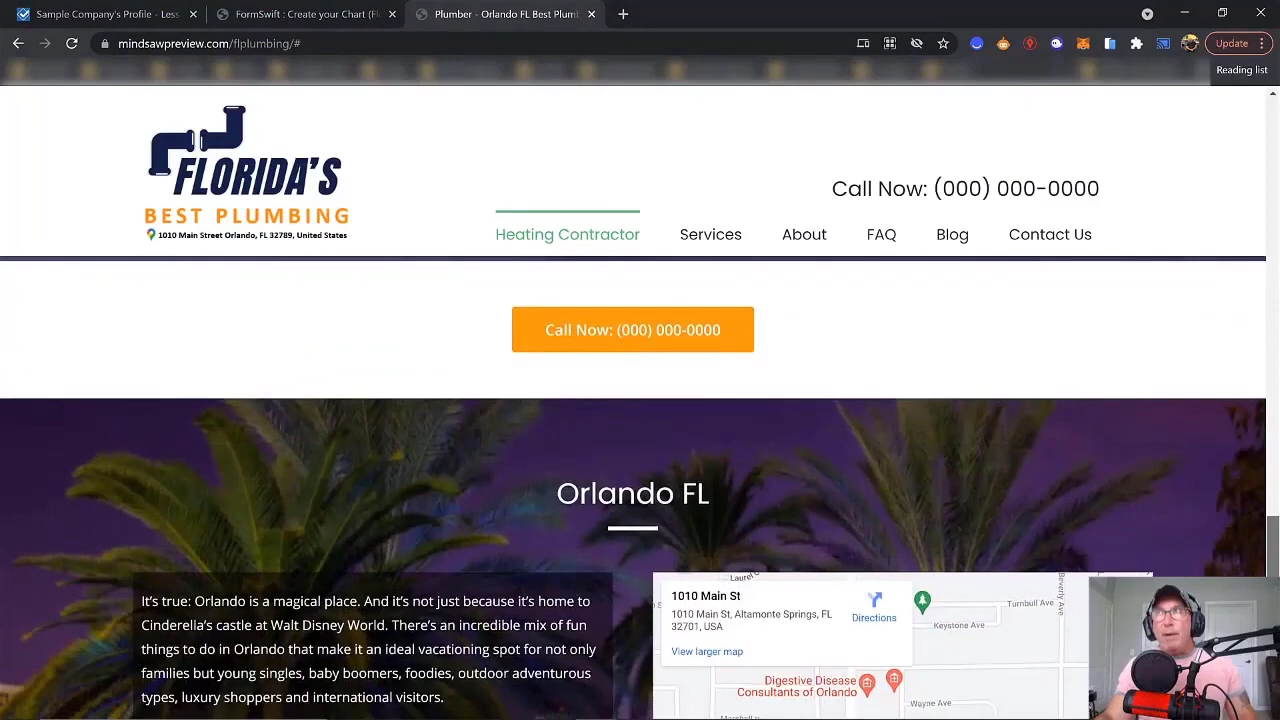 Sample Company's Profile - Less
FormSwift : Create your Chart (Fl
Plumber - Orlando FL Best Plumb
mindsawpreview.com/flplumbing/#
Update
Reading list
FLORIDA'S
BEST PLUMBING
1010 Main Street Orlando, FL 32789, United States
Call Now: (000) 000-0000
Heating Contractor
Services
About
FAQ
Blog
Contact Us
Call Now: (000) 000-0000
Orlando FL
It's true: Orlando is a magical place. And it's not just because it's home to
Cinderella's castle at Walt Disney World. There's an incredible mix of fun
things to do in Orlando that make it an ideal vacationing spot for not only
families but young singles, baby boomers, foodies, outdoor adventurous
types, luxury shoppers and international visitors.
Laurel
1010 Main St
1010 Main St, Altamonte Springs, FL
32701, USA
Directions
View larger map
Beverly Ave
Turnbull Ave
Keystone Ave
Digestive Disease
Consultants of Orlando
Wayne Ave